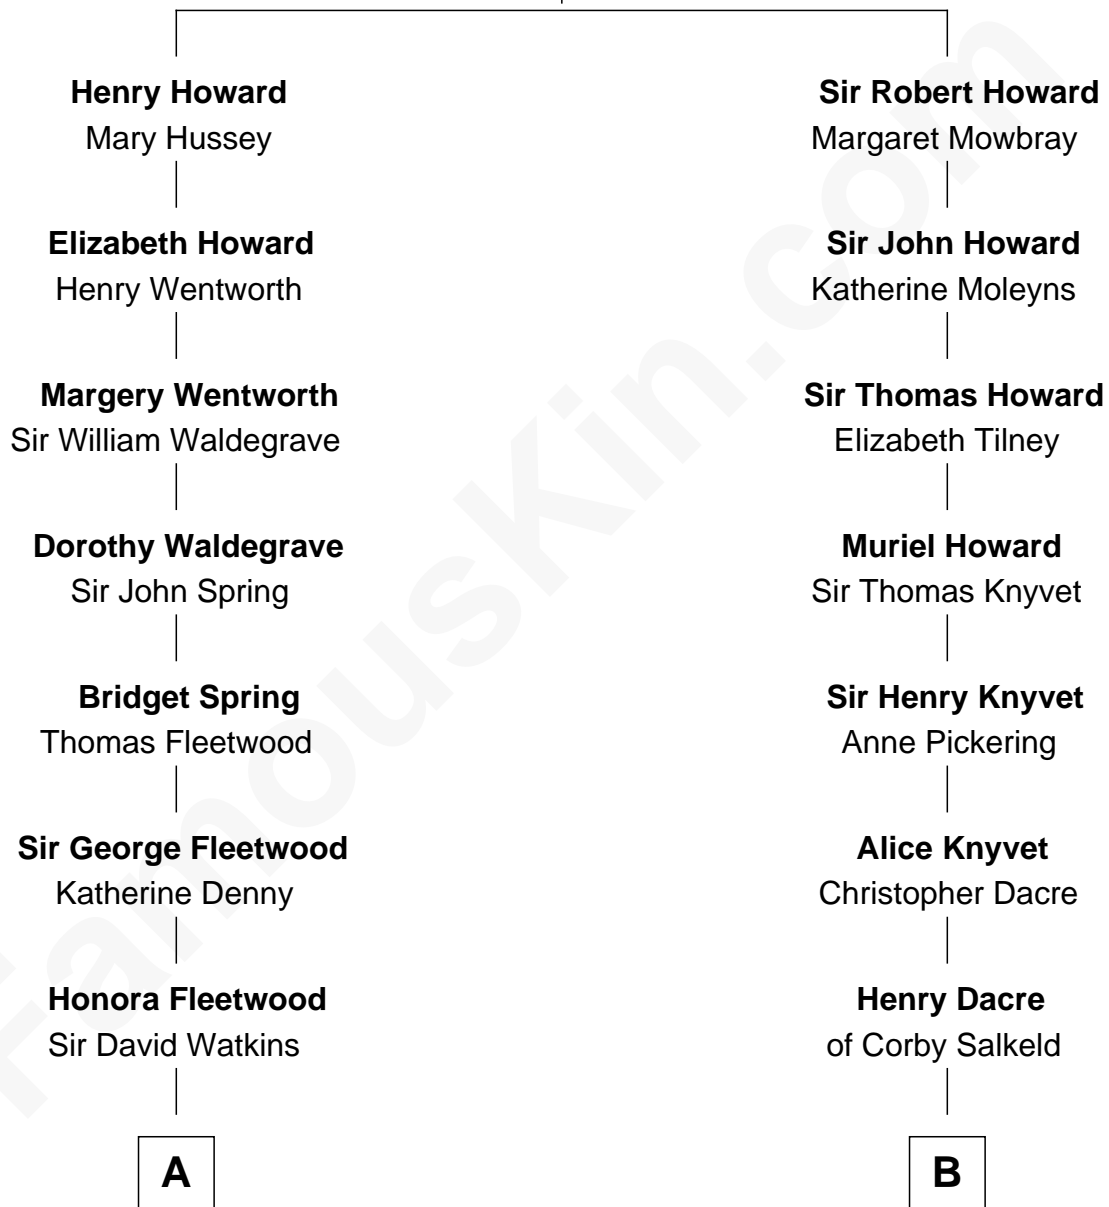 Henry Howard
Mary Hussey
Elizabeth Howard
Henry Wentworth
Margery Wentworth
Sir William Waldegrave
Dorothy Waldegrave
Sir John Spring
Bridget Spring
Thomas Fleetwood
Sir George Fleetwood
Katherine Denny
Honora Fleetwood
Sir David Watkins
A
Sir Robert Howard
Margaret Mowbray
Sir John Howard
Katherine Moleyns
Sir Thomas Howard
Elizabeth Tilney
Muriel Howard
Sir Thomas Knyvet
Sir Henry Knyvet
Anne Pickering
Alice Knyvet
Christopher Dacre
Henry Dacre
of Corby Salkeld
B
FamousKin.com